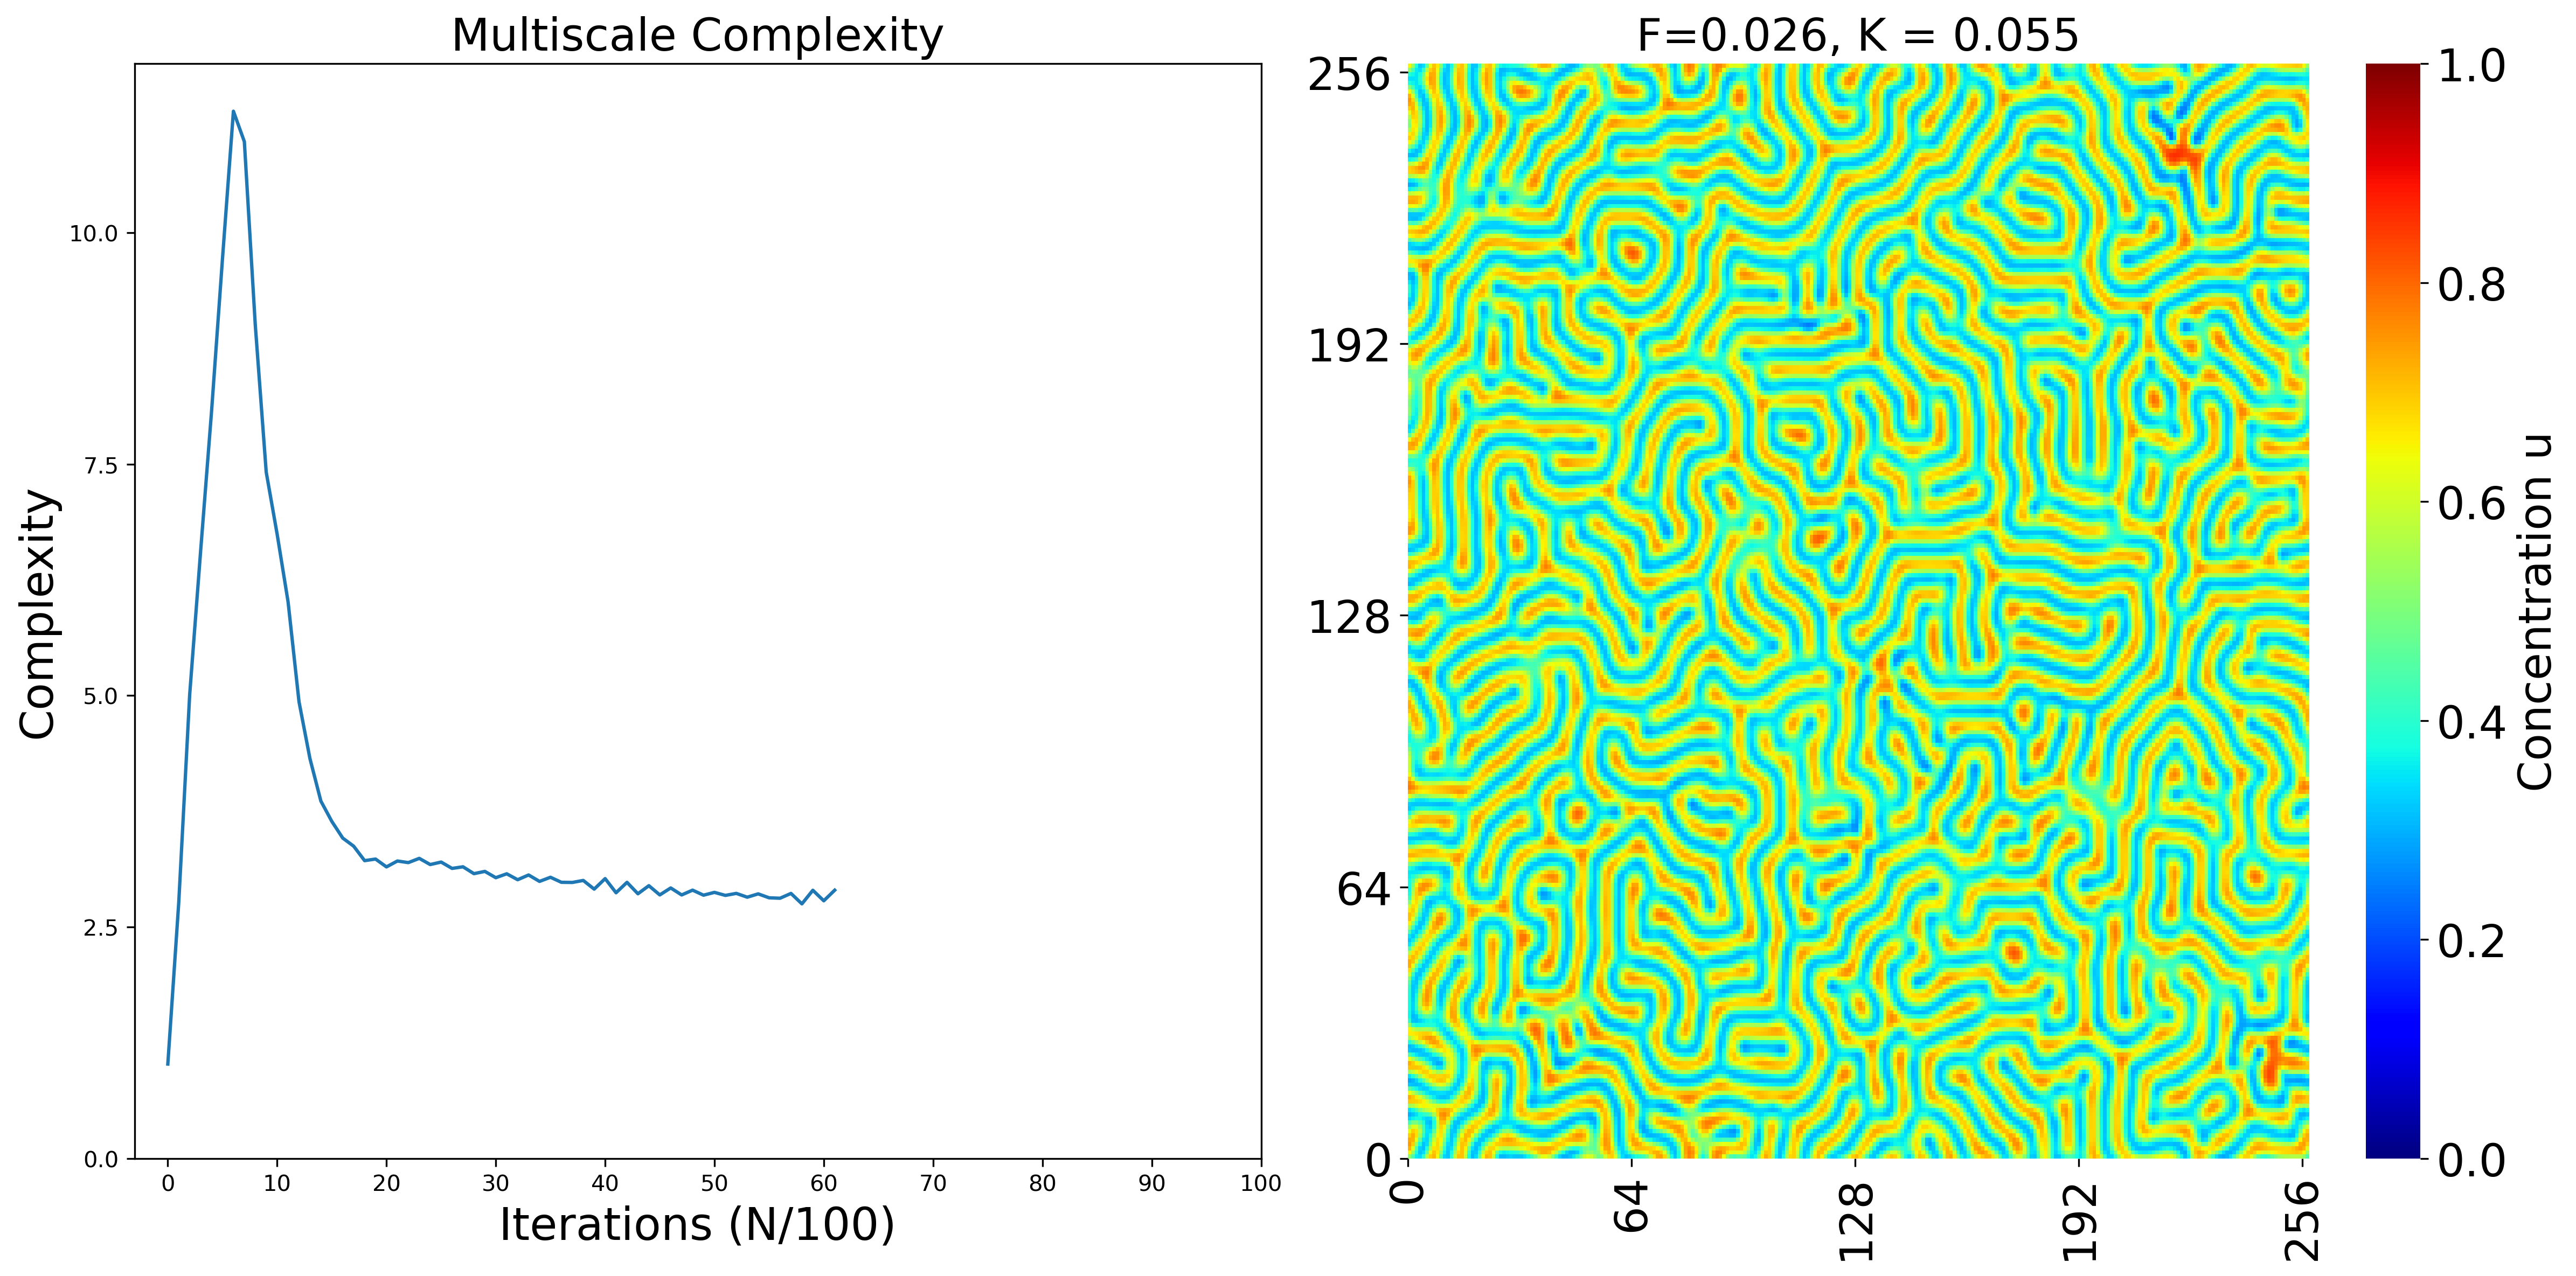 Multiscale Complexity
Complexity
10.0
7.5
5.0
2.5
0.0
0 10 20 30 40 50 60 70 80 90 100
Iterations (N/100)
F=0.026, K = 0.055
256
192
128
64
0
0 64 128 192 256
1.0
0.8
0.6
0.4
0.2
0.0
Concentration u